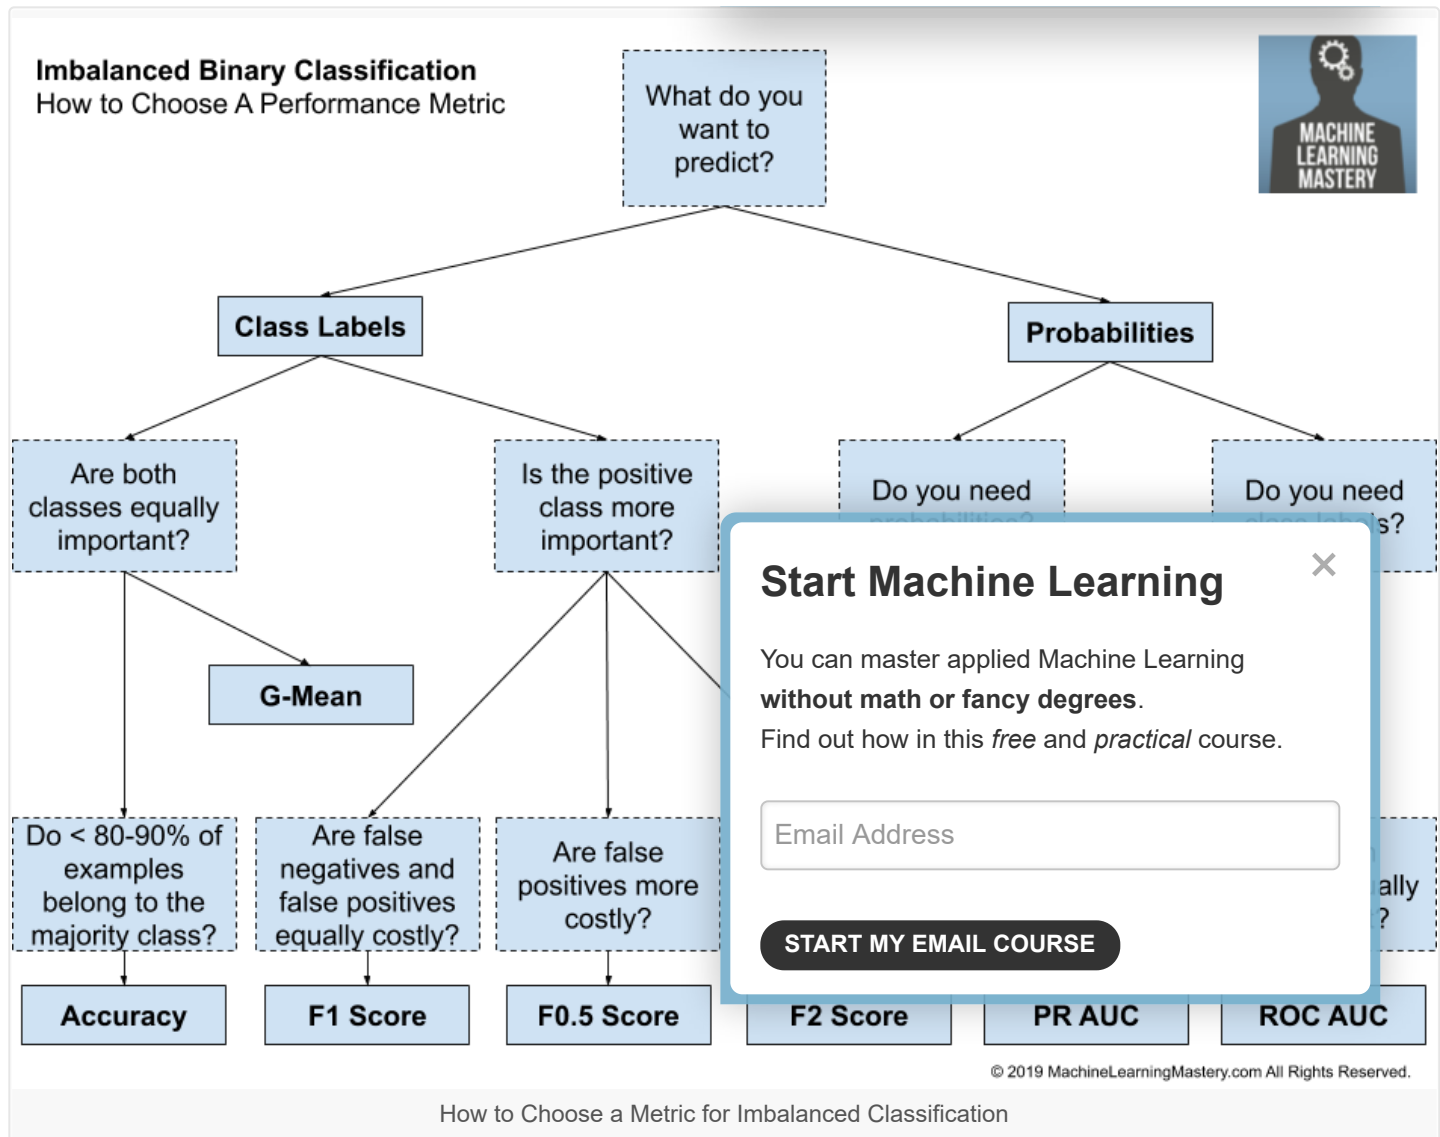 Imbalanced Binary Classification
How to Choose A Performance Metric
What do you
want to
predict?
MACHINE
LEARNING
MASTERY
Class Labels
Probabilities
Are both
classes equally
important?
Is the positive
class more
important?
Do you need
probabilities?
Do you need
class labels?
G-Mean
Start Machine Learning
×
You can master applied Machine Learning
without math or fancy degrees.
Find out how in this free and practical course.
Email Address
START MY EMAIL COURSE
Do < 80-90% of
examples
belong to the
majority class?
Are false
negatives and
false positives
equally costly?
Are false
positives more
costly?
ally
?
Accuracy
F1 Score
F0.5 Score
F2 Score
PR AUC
ROC AUC
© 2019 MachineLearningMastery.com All Rights Reserved.
How to Choose a Metric for Imbalanced Classification